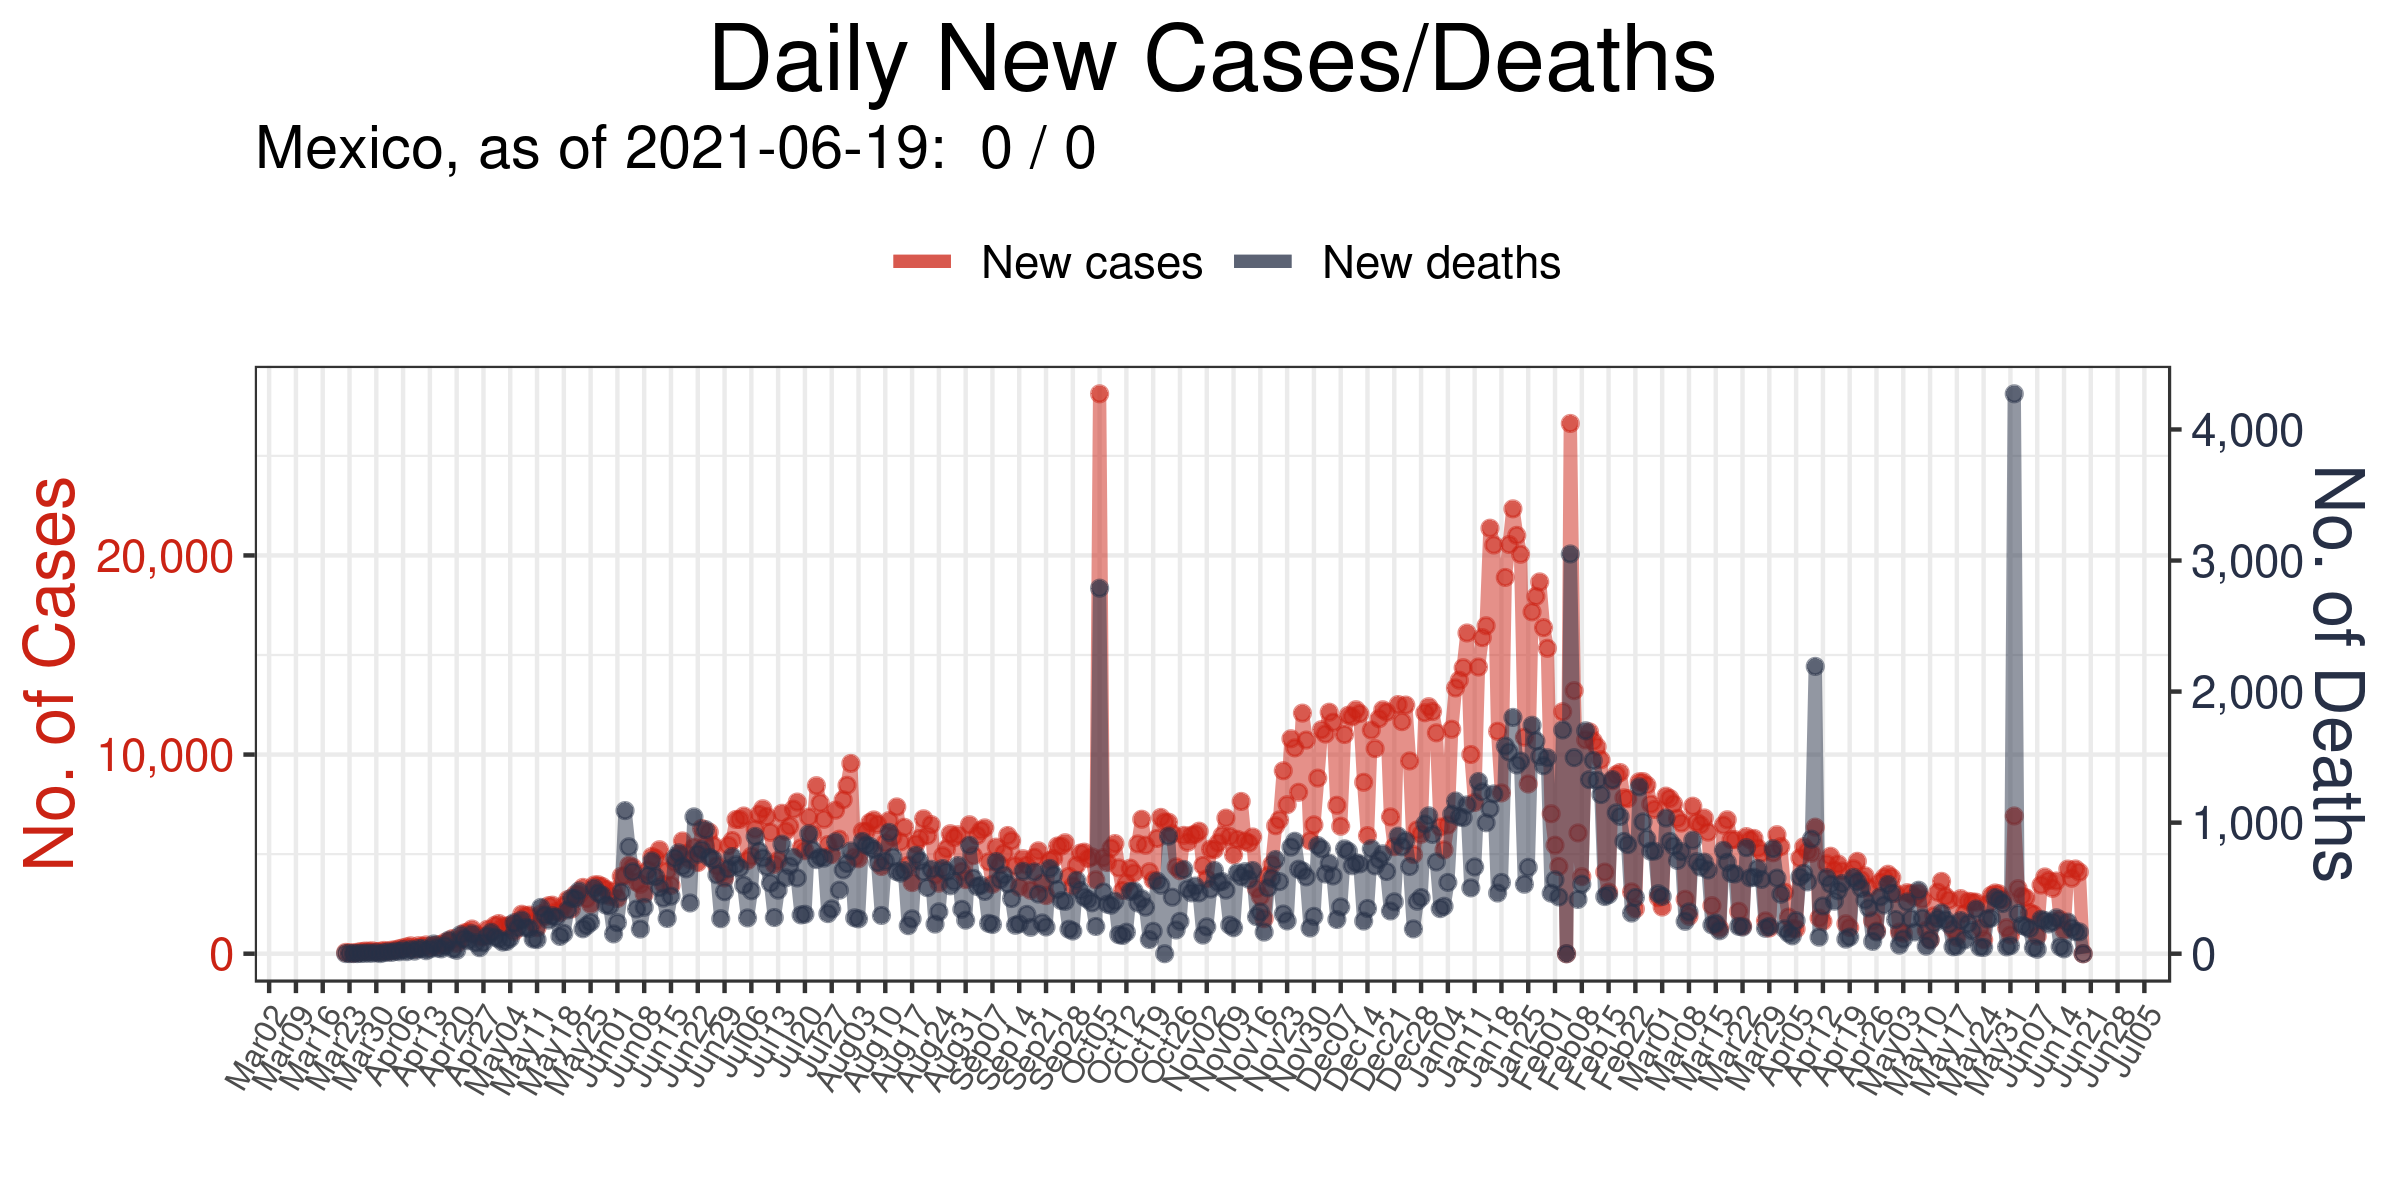 Daily New Cases/Deaths
Mexico, as of 2021-06-19:  0 / 0
New cases
New deaths
No. of Cases
20,000
10,000
0
4,000
3,000
2,000
1,000
0
No. of Deaths
Mar02
Mar09
Mar16
Mar23
Mar30
Apr06
Apr13
Apr20
Apr27
May04
May11
May18
May25
Jun01
Jun08
Jun15
Jun22
Jun29
Jul06
Jul13
Jul20
Jul27
Aug03
Aug10
Aug17
Aug24
Aug31
Sep07
Sep14
Sep21
Sep28
Oct05
Oct12
Oct19
Oct26
Nov02
Nov09
Nov16
Nov23
Nov30
Dec07
Dec14
Dec21
Dec28
Jan04
Jan11
Jan18
Jan25
Feb01
Feb08
Feb15
Feb22
Mar01
Mar08
Mar15
Mar22
Mar29
Apr05
Apr12
Apr19
Apr26
May03
May10
May17
May24
May31
Jun07
Jun14
Jun21
Jun28
Jul05